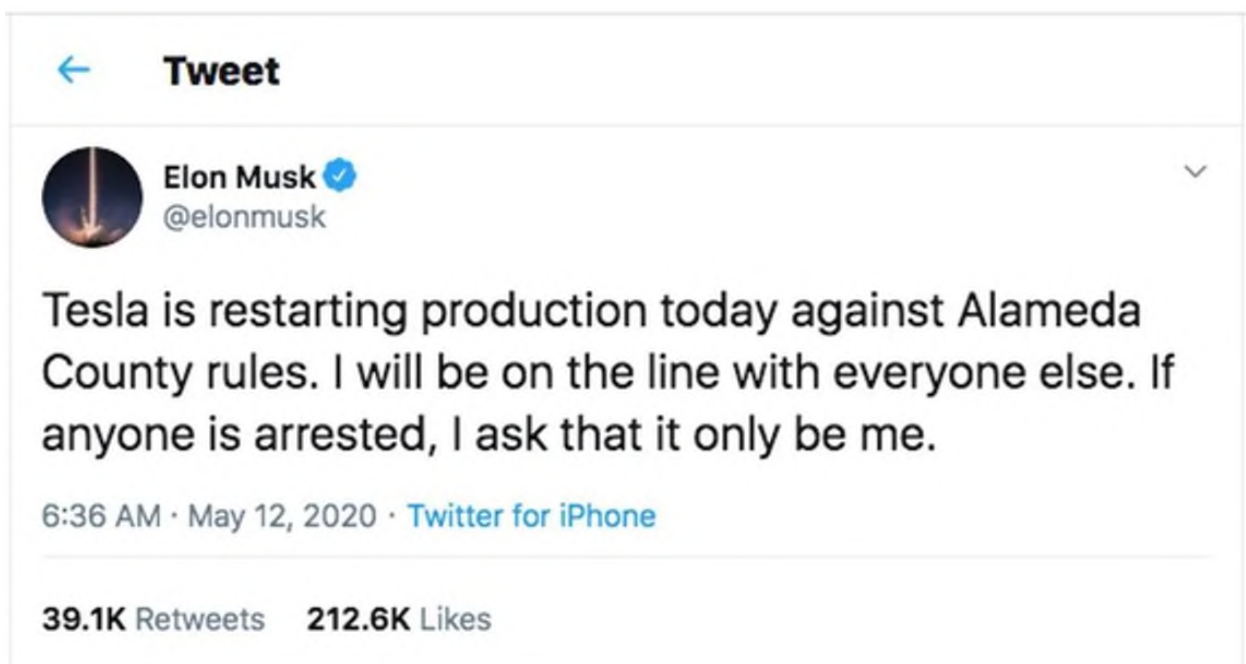 Tweet
Elon Musk
@elonmusk
Tesla is restarting production today against Alameda
County rules. I will be on the line with everyone else. If
anyone is arrested, I ask that it only be me.
6:36 AM · May 12, 2020 · Twitter for iPhone
39.1K Retweets 212.6K Likes